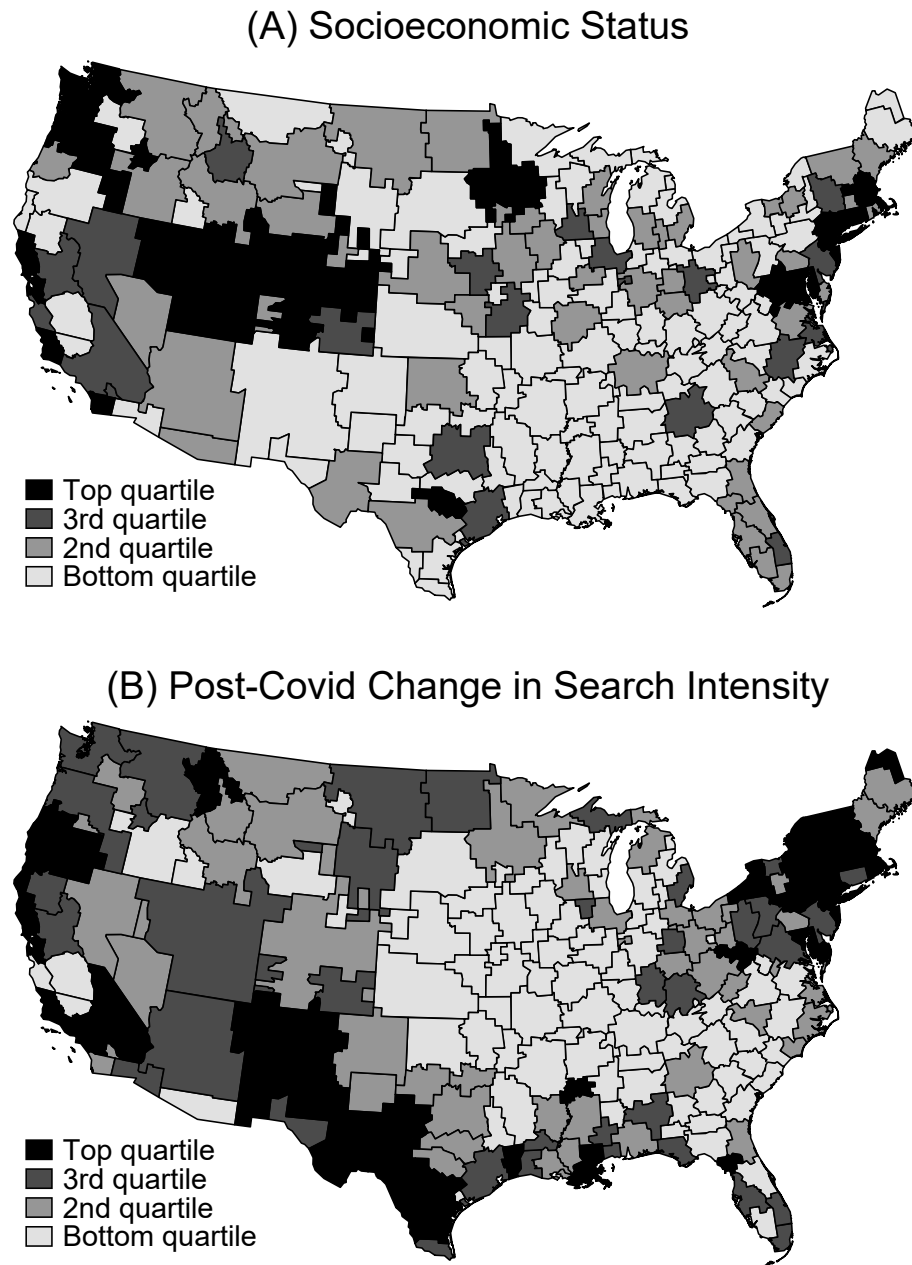 (A) Socioeconomic Status
Top quartile
3rd quartile
2nd quartile
Bottom quartile
(B) Post-Covid Change in Search Intensity
Top quartile
3rd quartile
2nd quartile
Bottom quartile